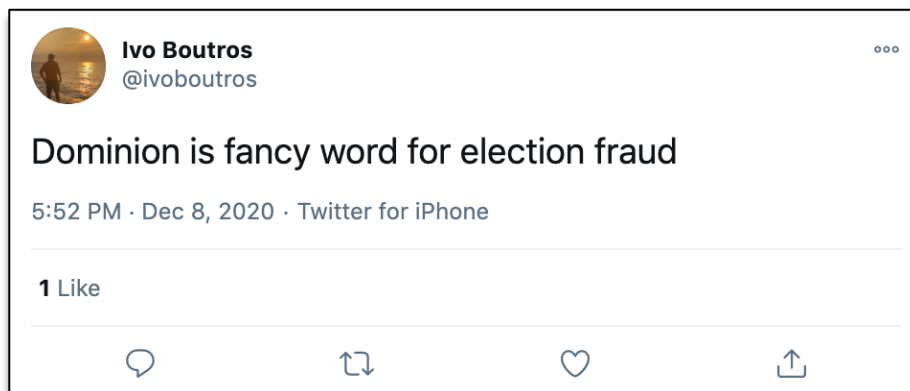 Ivo Boutros
@ivoboutros
Dominion is fancy word for election fraud
5:52 PM · Dec 8, 2020 · Twitter for iPhone
1 Like